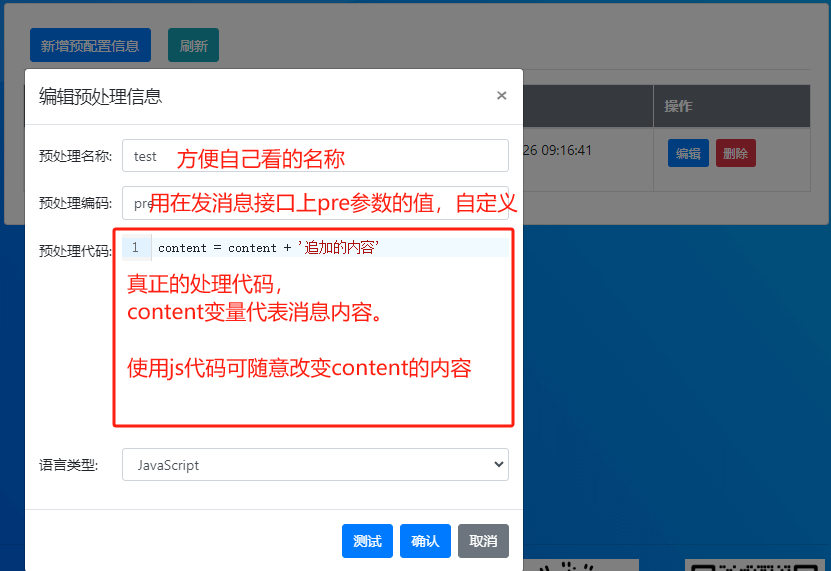 新增预配置信息 刷新
编辑预处理信息 ×
操作
预处理名称: test 方便自己看的名称
26 09:16:41 编辑 删除
预处理编码: pre 用在发消息接口上pre参数的值，自定义
预处理代码: 1 content = content + '追加的内容'
真正的处理代码，
content变量代表消息内容。
使用js代码可随意改变content的内容
语言类型: JavaScript
测试 确认 取消